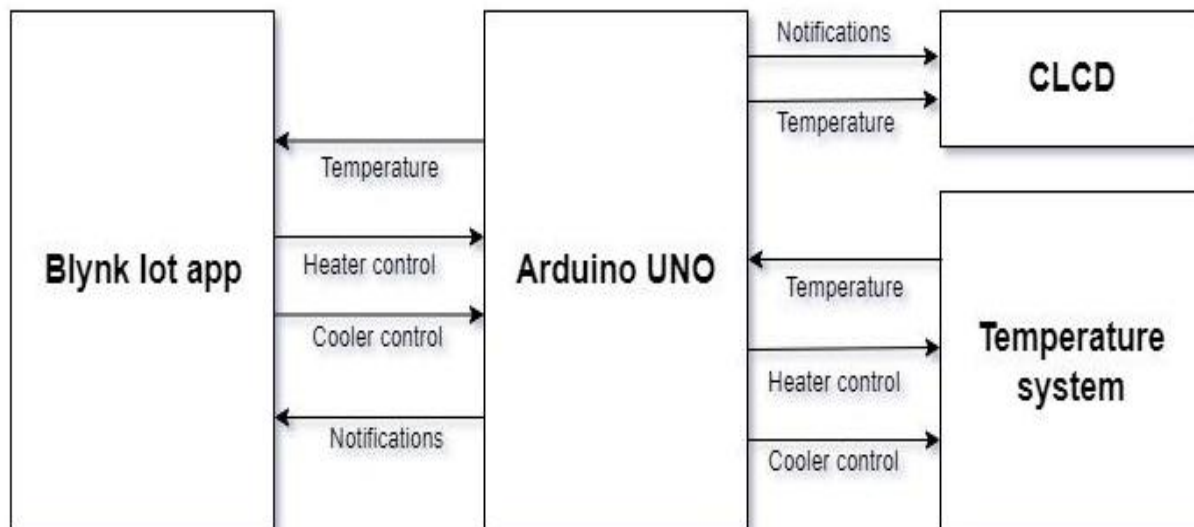 Notifications
CLCD
Temperature
Temperature
Blynk Iot app
Heater control
Cooler control
Notifications
Arduino UNO
Temperature
Heater control
Cooler control
Temperature
system